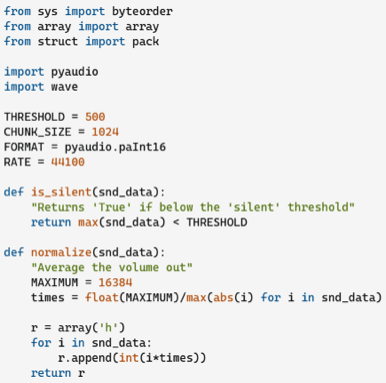 from sys import byteorder
from array import array
from struct import pack

import pyaudio
import wave

THRESHOLD = 500
CHUNK_SIZE = 1024
FORMAT = pyaudio.paInt16
RATE = 44100

def is_silent(snd_data):
    "Returns 'True' if below the 'silent' threshold"
    return max(snd_data) < THRESHOLD

def normalize(snd_data):
    "Average the volume out"
    MAXIMUM = 16384
    times = float(MAXIMUM)/max(abs(i) for i in snd_data)

    r = array('h')
    for i in snd_data:
        r.append(int(i*times))
    return r